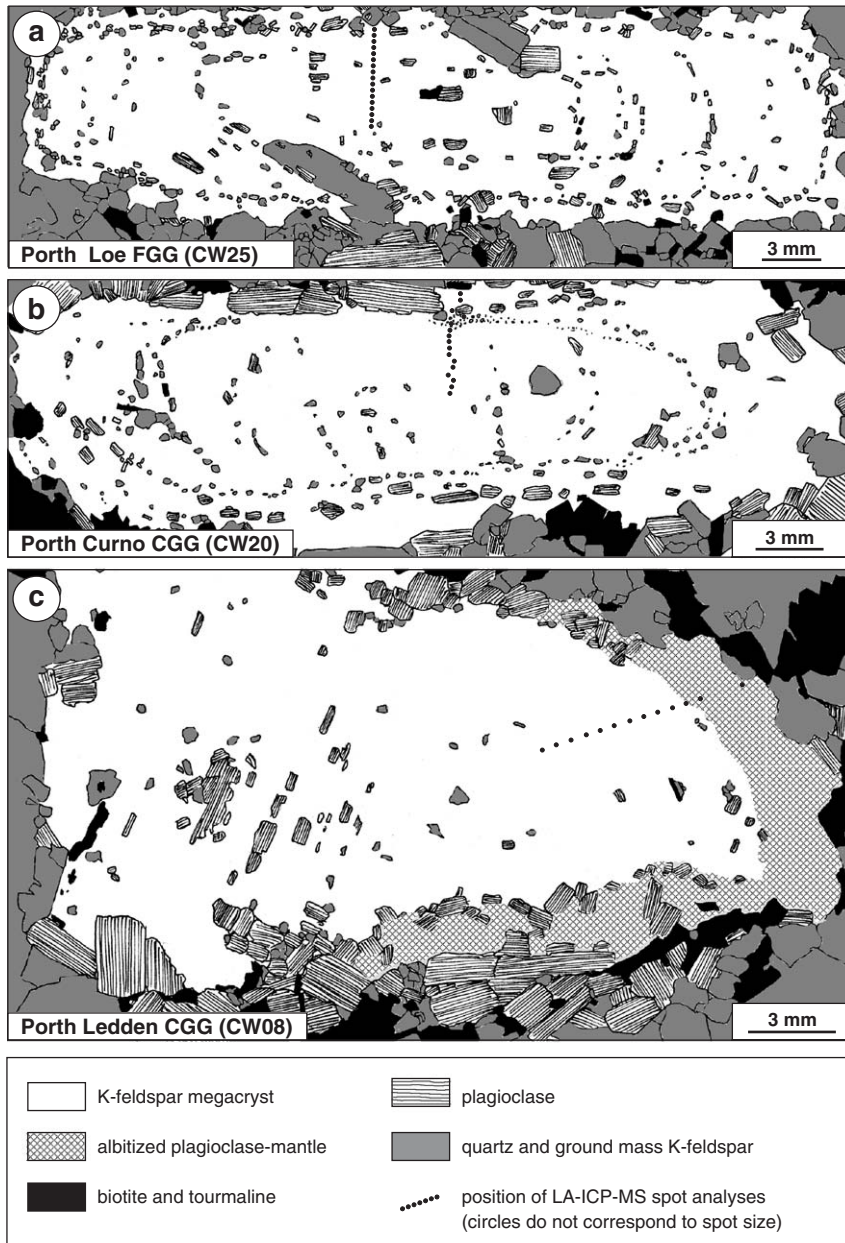 a
Porth Loe FGG (CW25)
3 mm
b
Porth Curno CGG (CW20)
3 mm
c
Porth Ledden CGG (CW08)
3 mm
K-feldspar megacryst
plagioclase
albitized plagioclase-mantle
quartz and ground mass K-feldspar
biotite and tourmaline
position of LA-ICP-MS spot analyses
(circles do not correspond to spot size)